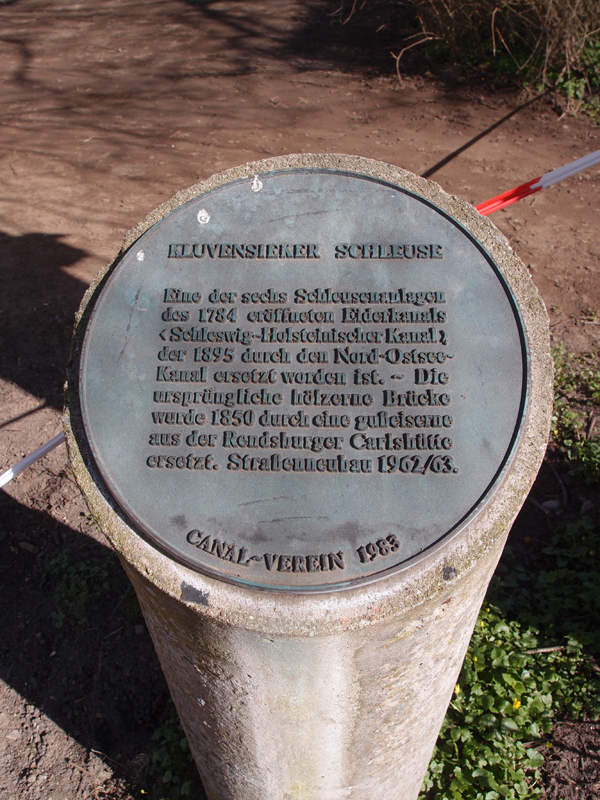 KLUVENSIEKER SCHLEUSE
Eine der sechs Schleusenanlagen
des 1784 eröffneten Eiderkanals
‹Schleswig-Holsteinischer Kanal›,
der 1895 durch den Nord-Ostsee-
Kanal ersetzt worden ist. ~ Die
ursprüngliche hölzerne Brücke
wurde 1850 durch eine gußeiserne
aus der Rendsburger Carlshütte
ersetzt. Straßenneubau 1962/63.
CANAL-VEREIN 1983